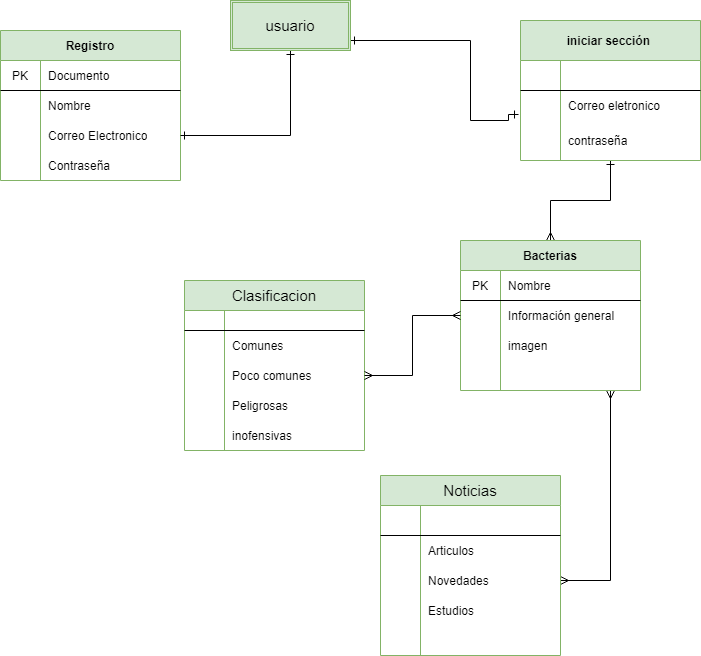 usuario
Registro
PK Documento
Nombre
Correo Electronico
Contraseña
iniciar sección
Correo eletronico
contraseña
Bacterias
PK Nombre
Información general
imagen
Clasificacion
Comunes
Poco comunes
Peligrosas
inofensivas
Noticias
Articulos
Novedades
Estudios